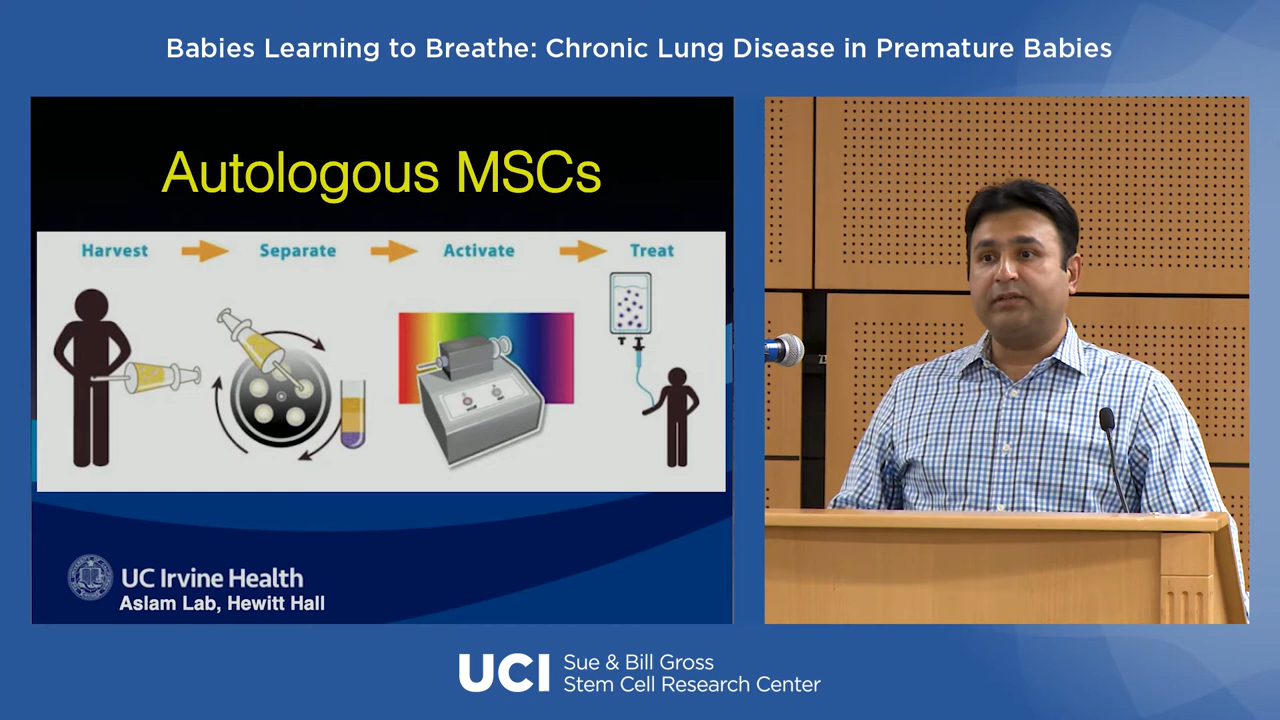 Babies Learning to Breathe: Chronic Lung Disease in Premature Babies
Autologous MSCs
Harvest Separate Activate Treat
UC Irvine Health
Aslam Lab, Hewitt Hall
UCI
Sue & Bill Gross
Stem Cell Research Center